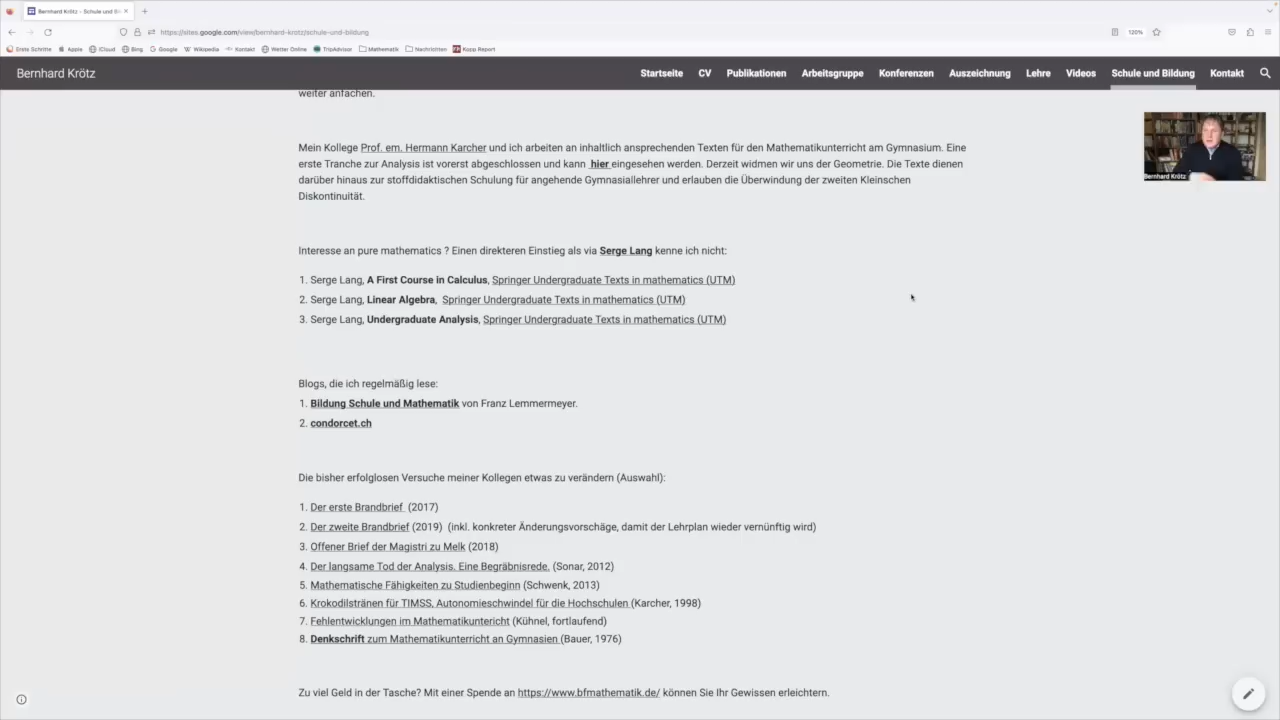 Bernhard Krötz - Schule und B
https://sites.google.com/view/bernhard-krotz/schule-und-bildung
120%
Erste Schritte Apple iCloud Bing Google Wikipedia Kontakt Wetter Online TripAdvisor Mathematik Nachrichten Kopp Report
Bernhard Krötz Startseite CV Publikationen Arbeitsgruppe Konferenzen Auszeichnung Lehre Videos Schule und Bildung Kontakt
weiter anfachen.
Mein Kollege Prof. em. Hermann Karcher und ich arbeiten an inhaltlich ansprechenden Texten für den Mathematikunterricht am Gymnasium. Eine
erste Tranche zur Analysis ist vorerst abgeschlossen und kann hier eingesehen werden. Derzeit widmen wir uns der Geometrie. Die Texte dienen
darüber hinaus zur stoffdidaktischen Schulung für angehende Gymnasiallehrer und erlauben die Überwindung der zweiten Kleinschen
Diskontinuität.
Bernhard Krötz
Interesse an pure mathematics ? Einen direkteren Einstieg als via Serge Lang kenne ich nicht:
1. Serge Lang, A First Course in Calculus, Springer Undergraduate Texts in mathematics (UTM)
2. Serge Lang, Linear Algebra, Springer Undergraduate Texts in mathematics (UTM)
3. Serge Lang, Undergraduate Analysis, Springer Undergraduate Texts in mathematics (UTM)
Blogs, die ich regelmäßig lese:
1. Bildung Schule und Mathematik von Franz Lemmermeyer.
2. condorcet.ch
Die bisher erfolglosen Versuche meiner Kollegen etwas zu verändern (Auswahl):
1. Der erste Brandbrief (2017)
2. Der zweite Brandbrief (2019) (inkl. konkreter Änderungsvorschäge, damit der Lehrplan wieder vernünftig wird)
3. Offener Brief der Magistri zu Melk (2018)
4. Der langsame Tod der Analysis. Eine Begräbnisrede. (Sonar, 2012)
5. Mathematische Fähigkeiten zu Studienbeginn (Schwenk, 2013)
6. Krokodilstränen für TIMSS, Autonomieschwindel für die Hochschulen (Karcher, 1998)
7. Fehlentwicklungen im Mathematikuntericht (Kühnel, fortlaufend)
8. Denkschrift zum Mathematikunterricht an Gymnasien (Bauer, 1976)
Zu viel Geld in der Tasche? Mit einer Spende an https://www.bfmathematik.de/ können Sie Ihr Gewissen erleichtern.